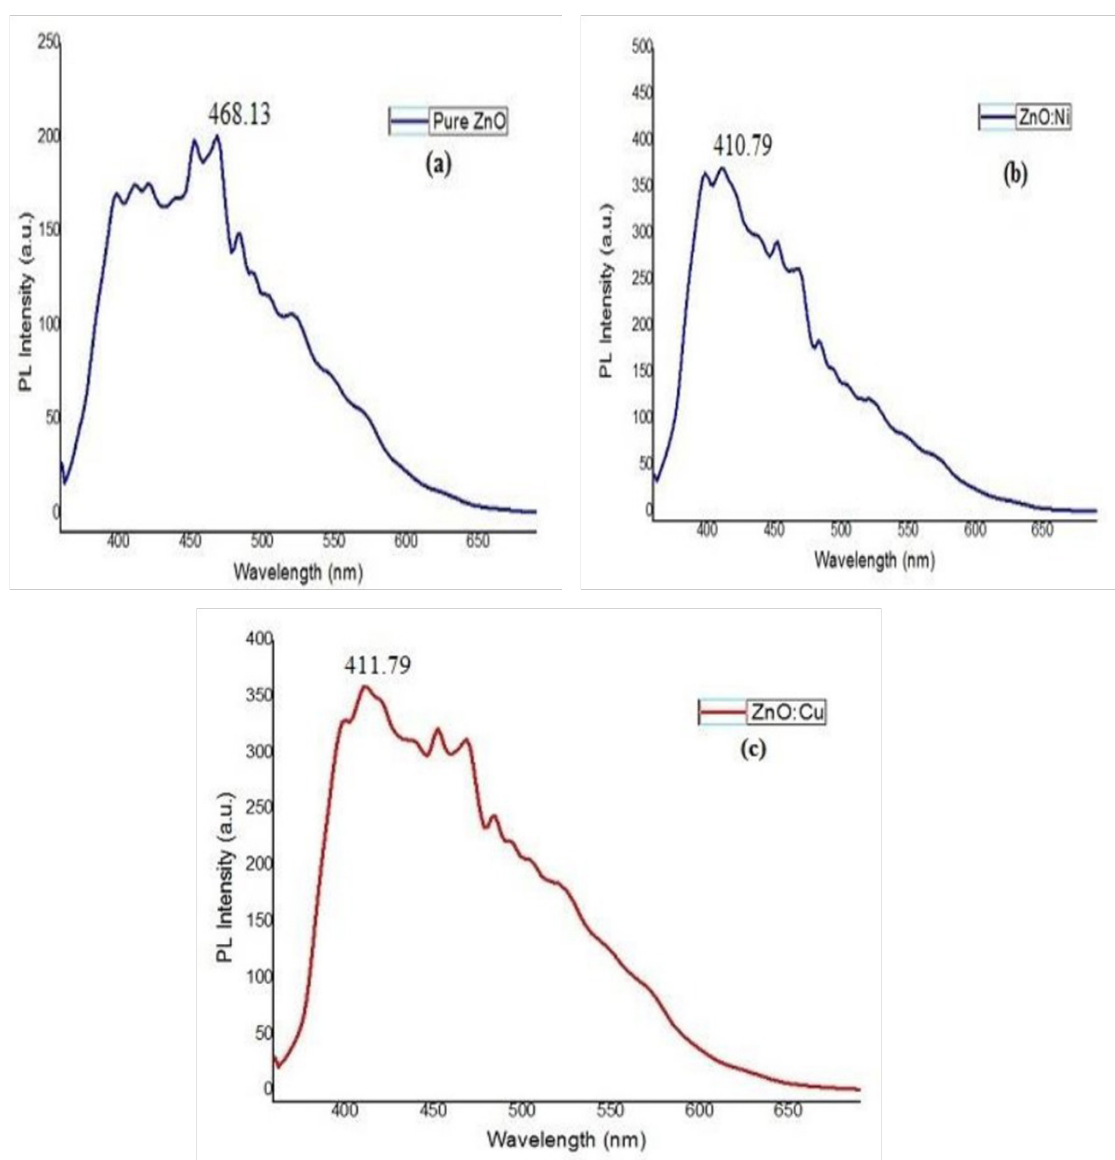 250
200
150
100
50
0
PL Intensity (a.u.)
468.13
Pure ZnO
(a)
400 450 500 550 600 650
Wavelength (nm)
500
450
400
350
300
250
200
150
100
50
0
PL Intensity (a.u.)
410.79
ZnO:Ni
(b)
400 450 500 550 600 650
Wavelength (nm)
400
350
300
250
200
150
100
50
0
PL Intensity (a.u.)
411.79
ZnO:Cu
(c)
400 450 500 550 600 650
Wavelength (nm)